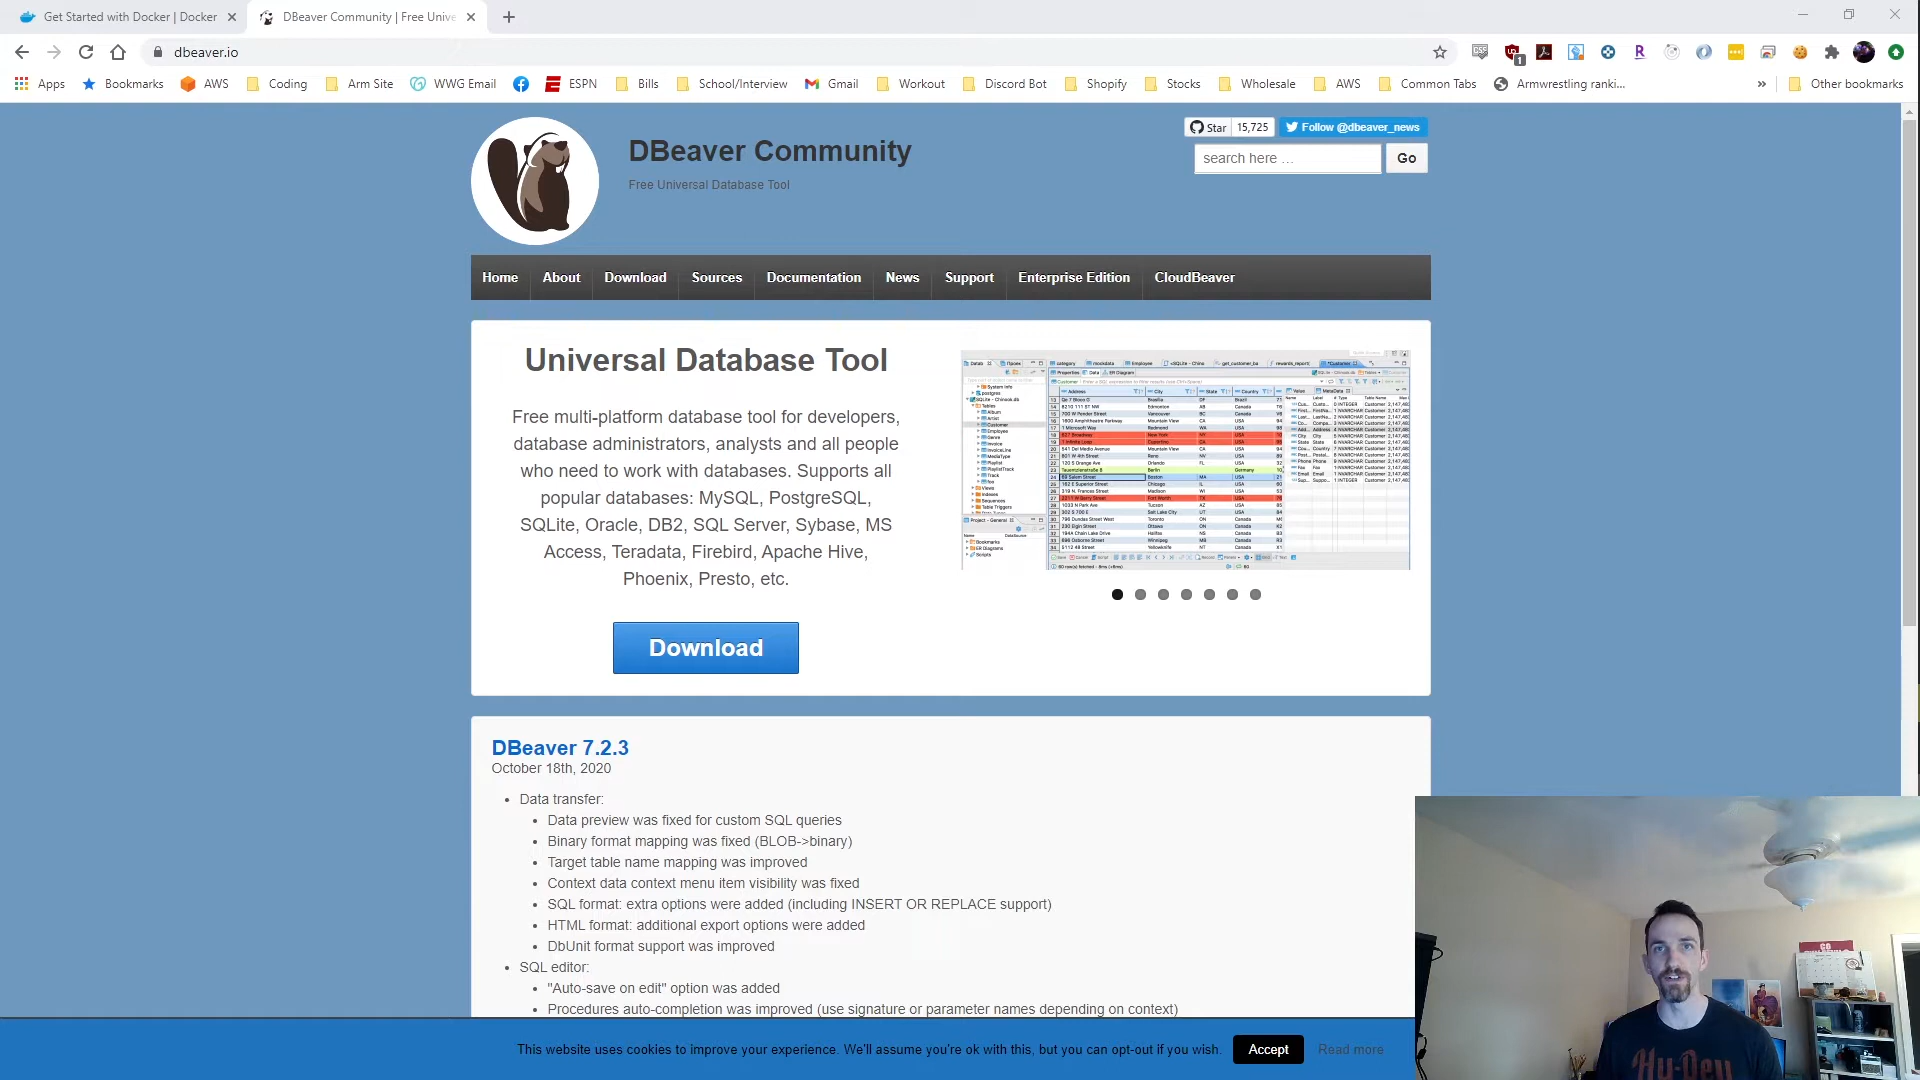 Get Started with Docker | Docker
DBeaver Community | Free Unive
dbeaver.io
1
Apps
Bookmarks
AWS
Coding
Arm Site
WWG Email
ESPN
Bills
School/Interview
Gmail
Workout
Discord Bot
Shopify
Stocks
Wholesale
AWS
Common Tabs
Armwrestling ranki...
»
Other bookmarks
DBeaver Community
Free Universal Database Tool
Star 15,725
Follow @dbeaver_news
search here ...
Go
Home
About
Download
Sources
Documentation
News
Support
Enterprise Edition
CloudBeaver
Universal Database Tool
Free multi-platform database tool for developers,
database administrators, analysts and all people
who need to work with databases. Supports all
popular databases: MySQL, PostgreSQL,
SQLite, Oracle, DB2, SQL Server, Sybase, MS
Access, Teradata, Firebird, Apache Hive,
Phoenix, Presto, etc.
Download
DBeaver 7.2.3
October 18th, 2020
Data transfer:
Data preview was fixed for custom SQL queries
Binary format mapping was fixed (BLOB->binary)
Target table name mapping was improved
Context data context menu item visibility was fixed
SQL format: extra options were added (including INSERT OR REPLACE support)
HTML format: additional export options were added
DbUnit format support was improved
SQL editor:
"Auto-save on edit" option was added
Procedures auto-completion was improved (use signature or parameter names depending on context)
This website uses cookies to improve your experience. We'll assume you're ok with this, but you can opt-out if you wish.
Accept
Read more